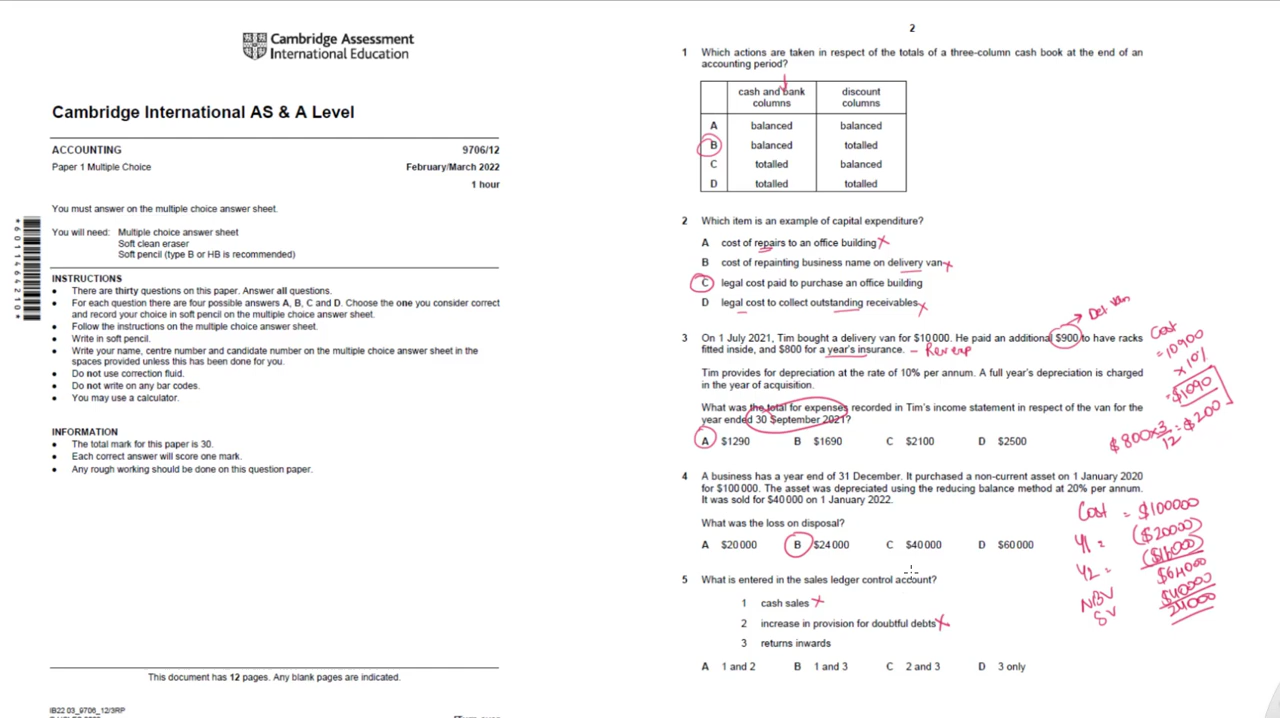 Cambridge Assessment
International Education
Cambridge International AS & A Level
ACCOUNTING 9706/12
Paper 1 Multiple Choice February/March 2022
1 hour
You must answer on the multiple choice answer sheet.
You will need: Multiple choice answer sheet
Soft clean eraser
Soft pencil (type B or HB is recommended)
INSTRUCTIONS
• There are thirty questions on this paper. Answer all questions.
• For each question there are four possible answers A, B, C and D. Choose the one you consider correct
and record your choice in soft pencil on the multiple choice answer sheet.
• Follow the instructions on the multiple choice answer sheet.
• Write in soft pencil.
• Write your name, centre number and candidate number on the multiple choice answer sheet in the
spaces provided unless this has been done for you.
• Do not use correction fluid.
• Do not write on any bar codes.
• You may use a calculator.
INFORMATION
• The total mark for this paper is 30.
• Each correct answer will score one mark.
• Any rough working should be done on this question paper.
This document has 12 pages. Any blank pages are indicated.
IB22 03_9706_12/3RP
2
1 Which actions are taken in respect of the totals of a three-column cash book at the end of an
accounting period?
cash and bank columns discount columns
A balanced balanced
B balanced totalled
C totalled balanced
D totalled totalled
2 Which item is an example of capital expenditure?
A cost of repairs to an office building
B cost of repainting business name on delivery van
C legal cost paid to purchase an office building
D legal cost to collect outstanding receivables
3 On 1 July 2021, Tim bought a delivery van for $10000. He paid an additional $900 to have racks
fitted inside, and $800 for a year's insurance. – Rev exp
Del van
Tim provides for depreciation at the rate of 10% per annum. A full year's depreciation is charged
in the year of acquisition.
What was the total for expenses recorded in Tim's income statement in respect of the van for the
year ended 30 September 2021?
A $1290 B $1690 C $2100 D $2500
Cost
= 10900
× 10%
= $1090
$800 × 3/12 = $200
4 A business has a year end of 31 December. It purchased a non-current asset on 1 January 2020
for $100000. The asset was depreciated using the reducing balance method at 20% per annum.
It was sold for $40000 on 1 January 2022.
What was the loss on disposal?
A $20000 B $24000 C $40000 D $60000
Cost = $100000
Y1 = ($20000)
Y2 = ($16000)
NBV $64000
SV $40000
24000
5 What is entered in the sales ledger control account?
1 cash sales
2 increase in provision for doubtful debts
3 returns inwards
A 1 and 2 B 1 and 3 C 2 and 3 D 3 only